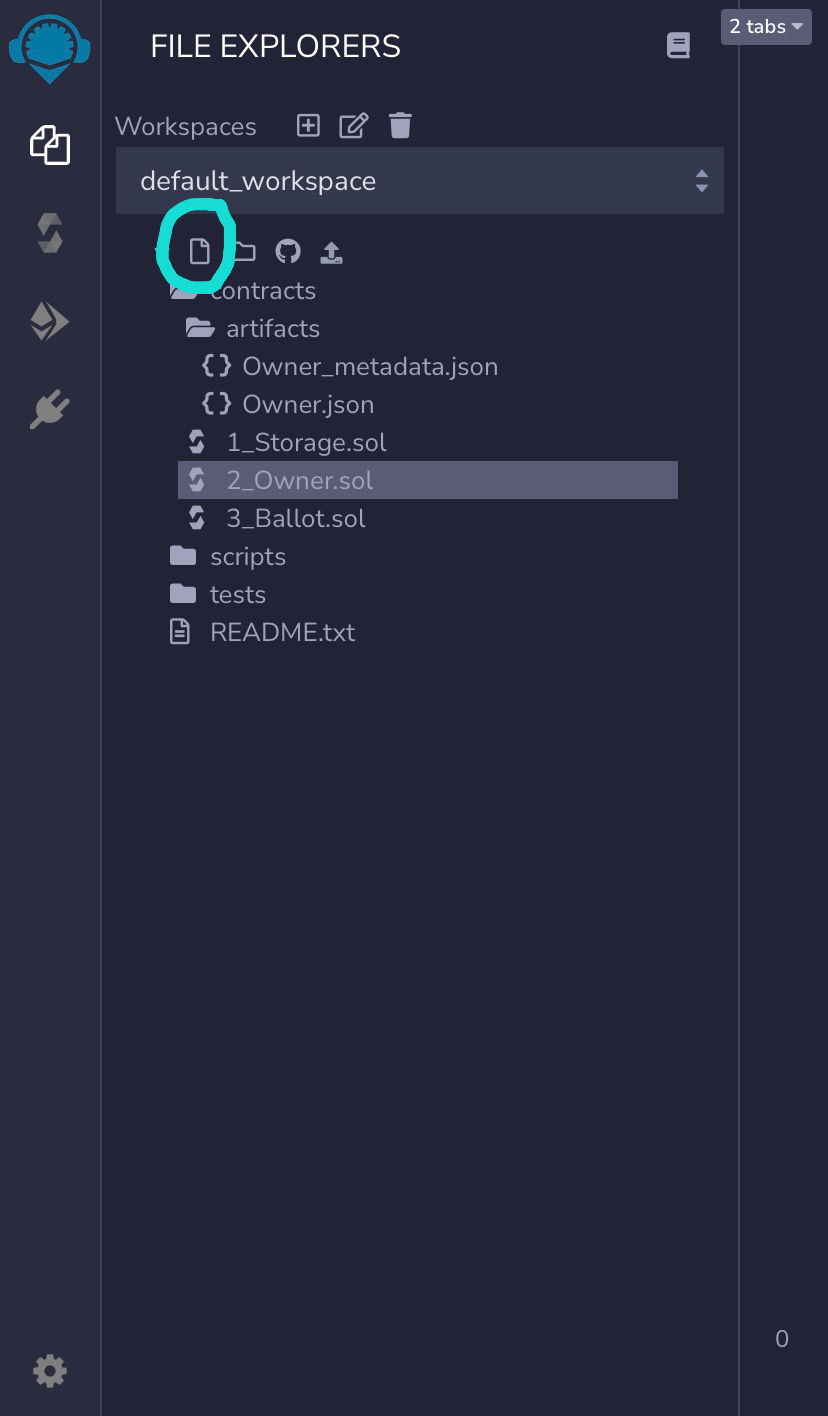 2 tabs
FILE EXPLORERS
Workspaces
default_workspace
contracts
artifacts
Owner_metadata.json
Owner.json
1_Storage.sol
2_Owner.sol
3_Ballot.sol
scripts
tests
README.txt
0